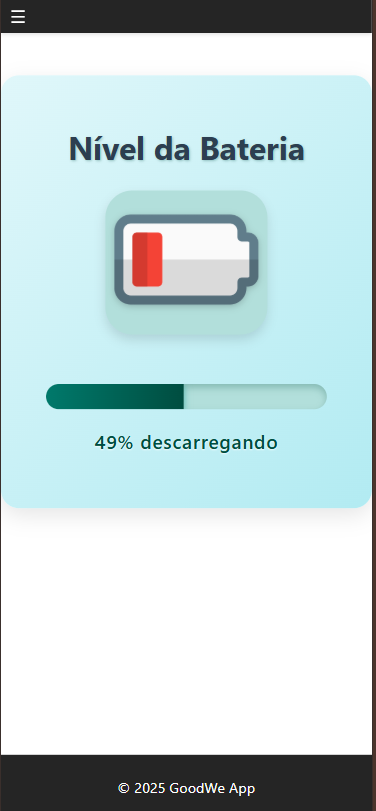 ☰
Nível da Bateria
49% descarregando
© 2025 GoodWe App